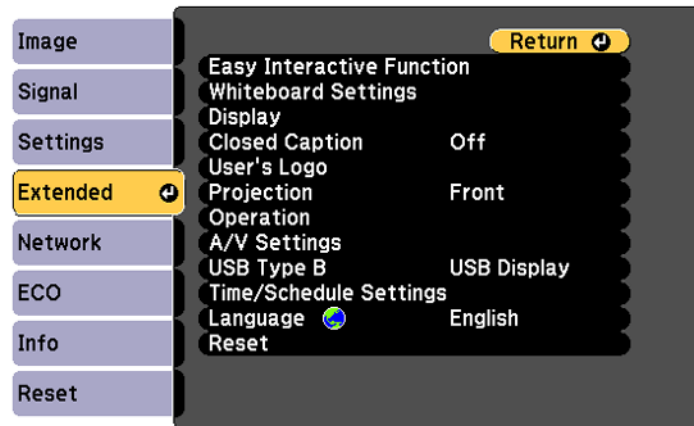 Image
Signal
Settings
Extended
Network
ECO
Info
Reset
Return
Easy Interactive Function
Whiteboard Settings
Display
Closed Caption Off
User's Logo
Projection Front
Operation
A/V Settings
USB Type B USB Display
Time/Schedule Settings
Language English
Reset